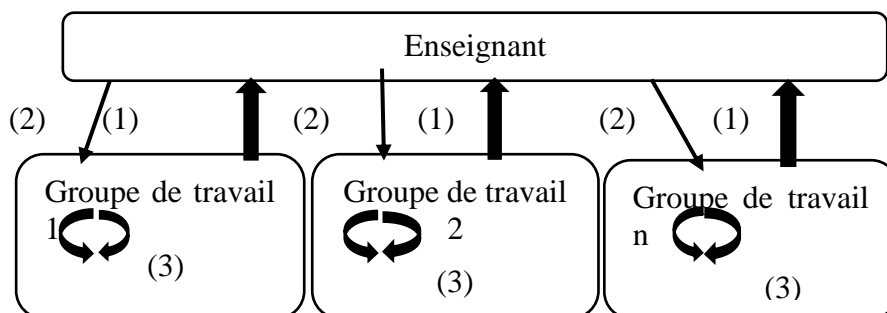 Enseignant
(2) (1) (2) (1) (2) (1)
Groupe de travail
1
(3)
Groupe de travail
2
(3)
Groupe de travail
n
(3)